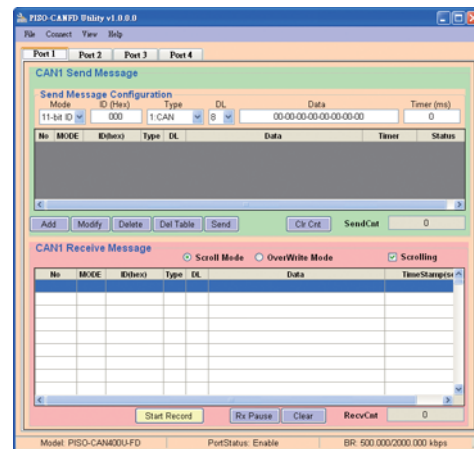 PISO-CANFD Utility v1.0.0.0
File Connect View Help
Port 1 Port 2 Port 3 Port 4
CAN1 Send Message
Send Message Configuration
Mode ID (Hex) Type DL Data Timer (ms)
11-bit ID 000 1:CAN 8 00-00-00-00-00-00-00-00 0
No MODE ID(hex) Type DL Data Timer Status
Add Modify Delete Del Table Send Clr Cnt SendCnt 0
CAN1 Receive Message
Scroll Mode OverWrite Mode Scrolling
No MODE ID(hex) Type DL Data TimeStamp(se
Start Record Rx Pause Clear RecvCnt 0
Model: PISO-CAN400U-FD PortStatus: Enable BR: 500.000/2000.000 kbps